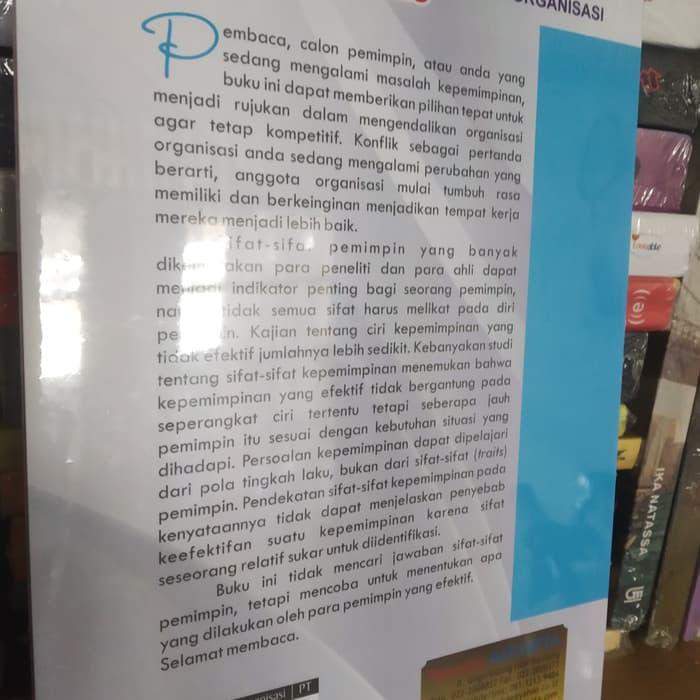 ORGANISASI
Pembaca, calon pemimpin, atau anda yang
sedang mengalami masalah kepemimpinan,
buku ini dapat memberikan pilihan tepat untuk
menjadi rujukan dalam mengendalikan organisasi
agar tetap kompetitif. Konflik sebagai pertanda
organisasi anda sedang mengalami perubahan yang
berarti, anggota organisasi mulai tumbuh rasa
memiliki dan berkeinginan menjadikan tempat kerja
mereka menjadi lebih baik.
pemimpin yang banyak
para peneliti dan para ahli dapat
menjadi indikator penting bagi seorang pemimpin,
tidak semua sifat harus melikat pada diri
Kajian tentang ciri kepemimpinan yang
tidak efektif jumlahnya lebih sedikit. Kebanyakan studi
tentang sifat-sifat kepemimpinan menemukan bahwa
kepemimpinan yang efektif tidak bergantung pada
seperangkat ciri tertentu tetapi seberapa jauh
pemimpin itu sesuai dengan kebutuhan situasi yang
dihadapi. Persoalan kepemimpinan dapat dipelajari
dari pola tingkah laku, bukan dari sifat-sifat (traits)
pemimpin. Pendekatan sifat-sifat kepemimpinan pada
kenyataannya tidak dapat menjelaskan penyebab
keefektifan suatu kepemimpinan karena sifat
seseorang relatif sukar untuk diidentifikasi.
Buku ini tidak mencari jawaban sifat-sifat
pemimpin, tetapi mencoba untuk menentukan apa
yang dilakukan oleh para pemimpin yang efektif.
Selamat membaca.
PT
IKA NATASSA